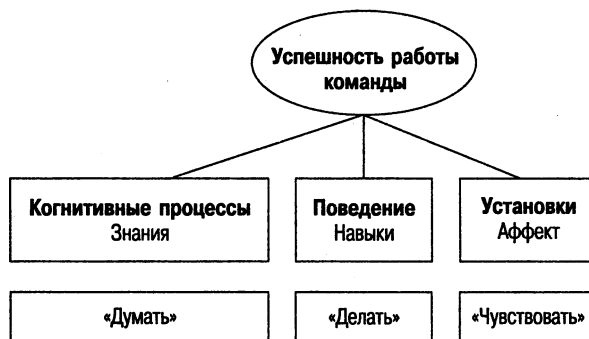 Успешность работы
команды
Когнитивные процессы
Знания
Поведение
Навыки
Установки
Аффект
«Думать»
«Делать»
«Чувствовать»